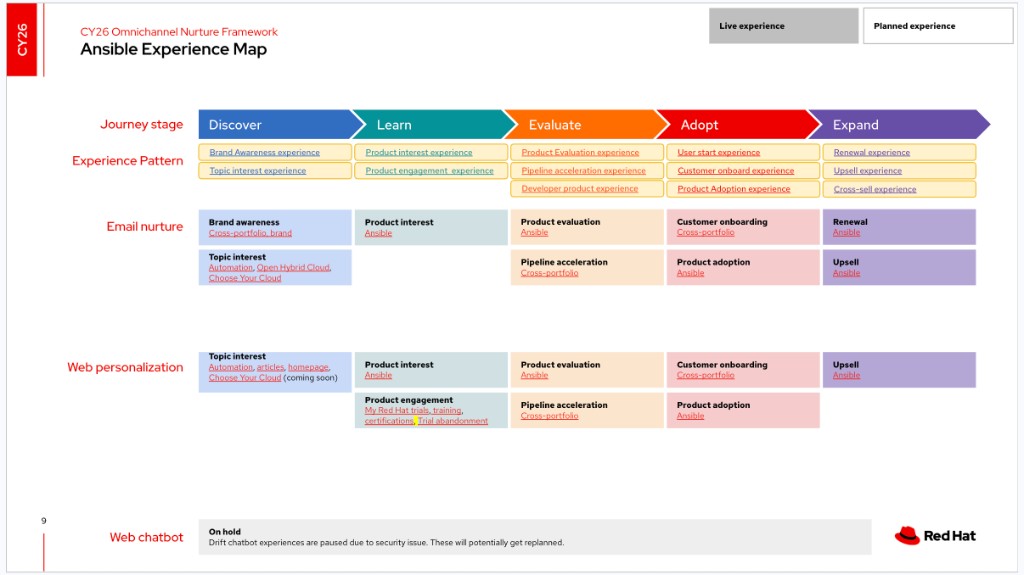 CY26
CY26 Omnichannel Nurture Framework
Ansible Experience Map
Live experience
Planned experience
Journey stage
Discover
Learn
Evaluate
Adopt
Expand
Experience Pattern
Brand Awareness experience
Product interest experience
Product Evaluation experience
User start experience
Renewal experience
Topic interest experience
Product engagement experience
Pipeline acceleration experience
Customer onboard experience
Upsell experience
Developer product experience
Product Adoption experience
Cross-sell experience
Email nurture
Brand awareness
Cross-portfolio, brand
Product interest
Ansible
Product evaluation
Ansible
Customer onboarding
Cross-portfolio
Renewal
Ansible
Topic interest
Automation, Open Hybrid Cloud,
Choose Your Cloud
Pipeline acceleration
Cross-portfolio
Product adoption
Ansible
Upsell
Ansible
Web personalization
Topic interest
Automation, articles, homepage,
Choose Your Cloud (coming soon)
Product interest
Ansible
Product evaluation
Ansible
Customer onboarding
Cross-portfolio
Upsell
Ansible
Product engagement
My Red Hat trials, training,
certifications, Trial abandonment
Pipeline acceleration
Cross-portfolio
Product adoption
Ansible
9
Web chatbot
On hold
Drift chatbot experiences are paused due to security issue. These will potentially get replanned.
Red Hat